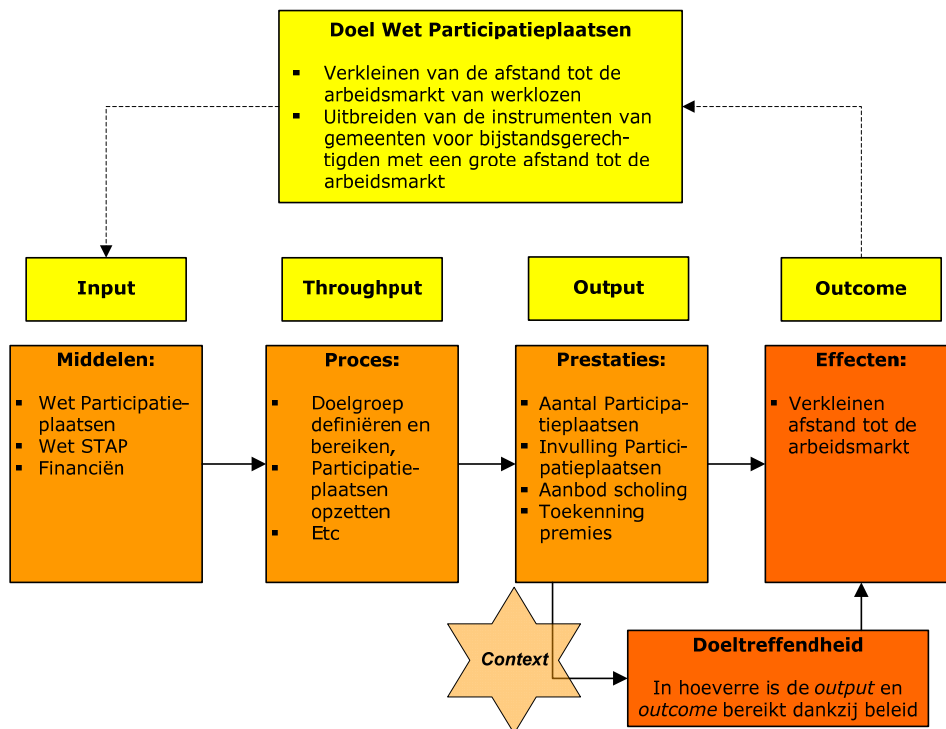 Doel Wet Participatieplaatsen
▪ Verkleinen van de afstand tot de
arbeidsmarkt van werklozen
▪ Uitbreiden van de instrumenten van
gemeenten voor bijstandsgerech-
tigden met een grote afstand tot de
arbeidsmarkt
Input
Throughput
Output
Outcome
Middelen:
▪ Wet Participatie-
plaatsen
▪ Wet STAP
▪ Financiën
Proces:
▪ Doelgroep
definiëren en
bereiken,
▪ Participatie-
plaatsen
opzetten
▪ Etc
Prestaties:
▪ Aantal Participa-
tieplaatsen
▪ Invulling Partici-
patieplaatsen
▪ Aanbod scholing
▪ Toekenning
premies
Effecten:
▪ Verkleinen
afstand tot de
arbeidsmarkt
Context
Doeltreffendheid
In hoeverre is de output en
outcome bereikt dankzij beleid